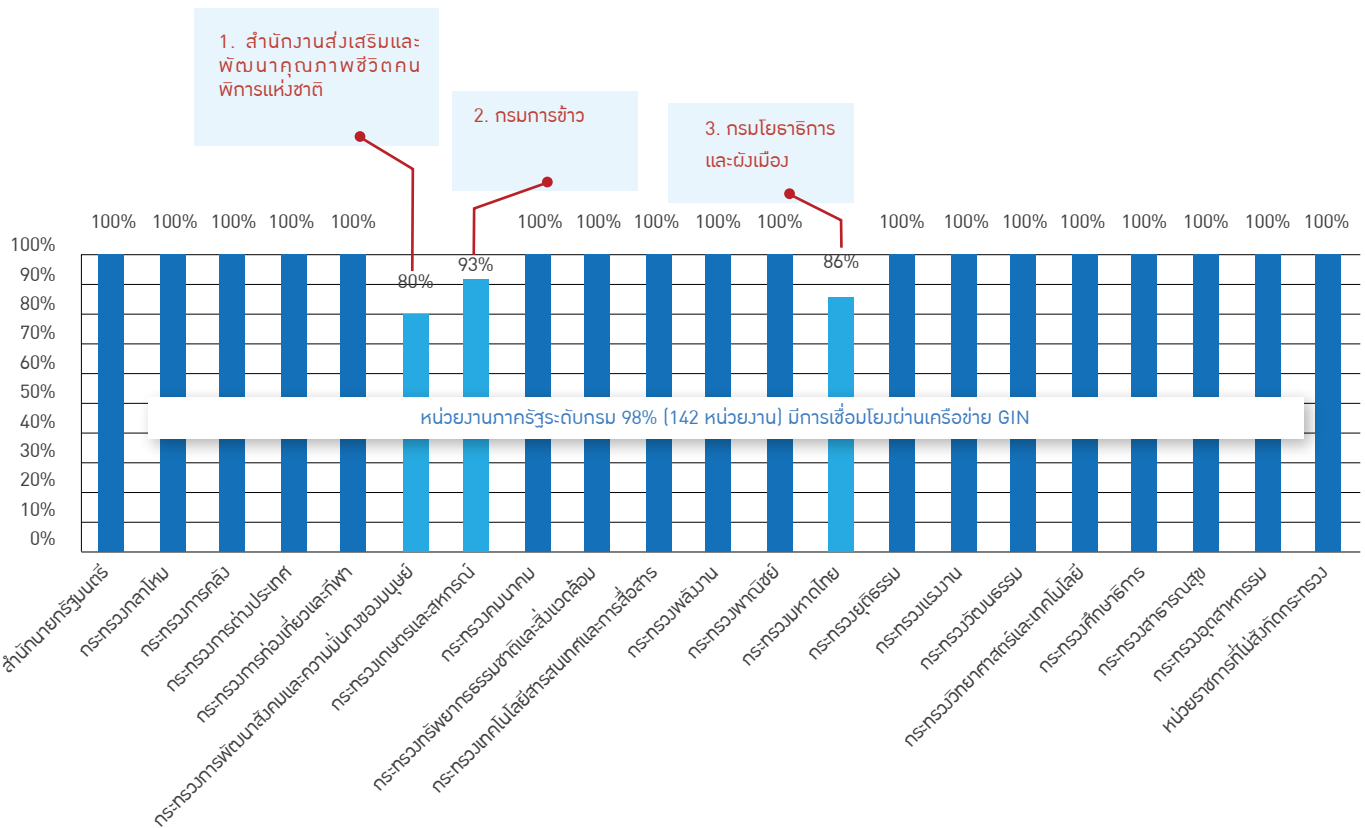 1. สำนักงานส่งเสริมและ
พัฒนาคุณภาพชีวิตคน
พิการแห่งชาติ
2. กรมการข้าว
3. กรมโยธาธิการ
และผังเมือง
100% 100% 100% 100% 100% 100% 100% 100% 100% 100% 100% 100% 100% 100% 100% 100% 100% 100%
80%
93%
86%
100%
90%
80%
70%
60%
50%
40%
30%
20%
10%
0%
หน่วยงานภาครัฐระดับกรม 98% (142 หน่วยงาน) มีการเชื่อมโยงผ่านเครือข่าย GIN
สำนักนายกรัฐมนตรี
กระทรวงกลาโหม
กระทรวงการคลัง
กระทรวงการต่างประเทศ
กระทรวงการท่องเที่ยวและกีฬา
กระทรวงการพัฒนาสังคมและความมั่นคงของมนุษย์
กระทรวงเกษตรและสหกรณ์
กระทรวงคมนาคม
กระทรวงทรัพยากรธรรมชาติและสิ่งแวดล้อม
กระทรวงเทคโนโลยีสารสนเทศและการสื่อสาร
กระทรวงพลังงาน
กระทรวงพาณิชย์
กระทรวงมหาดไทย
กระทรวงยุติธรรม
กระทรวงแรงงาน
กระทรวงวัฒนธรรม
กระทรวงวิทยาศาสตร์และเทคโนโลยี
กระทรวงศึกษาธิการ
กระทรวงสาธารณสุข
กระทรวงอุตสาหกรรม
หน่วยราชการที่ไม่สังกัดกระทรวง